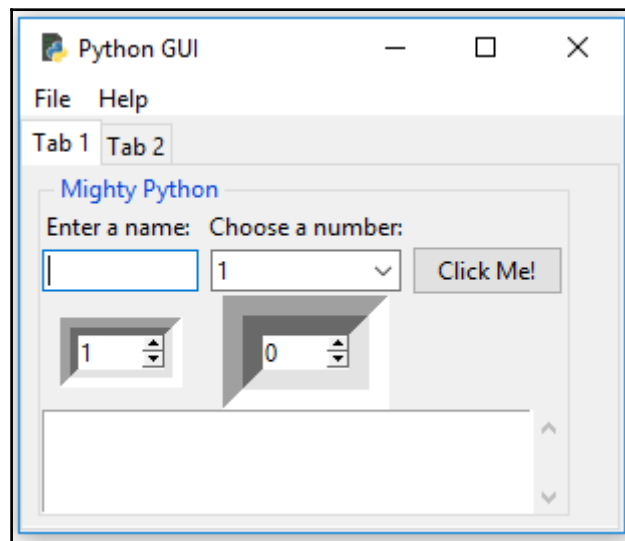 Python GUI
File Help
Tab 1 Tab 2
Mighty Python
Enter a name: Choose a number:
1 Click Me!
1 0